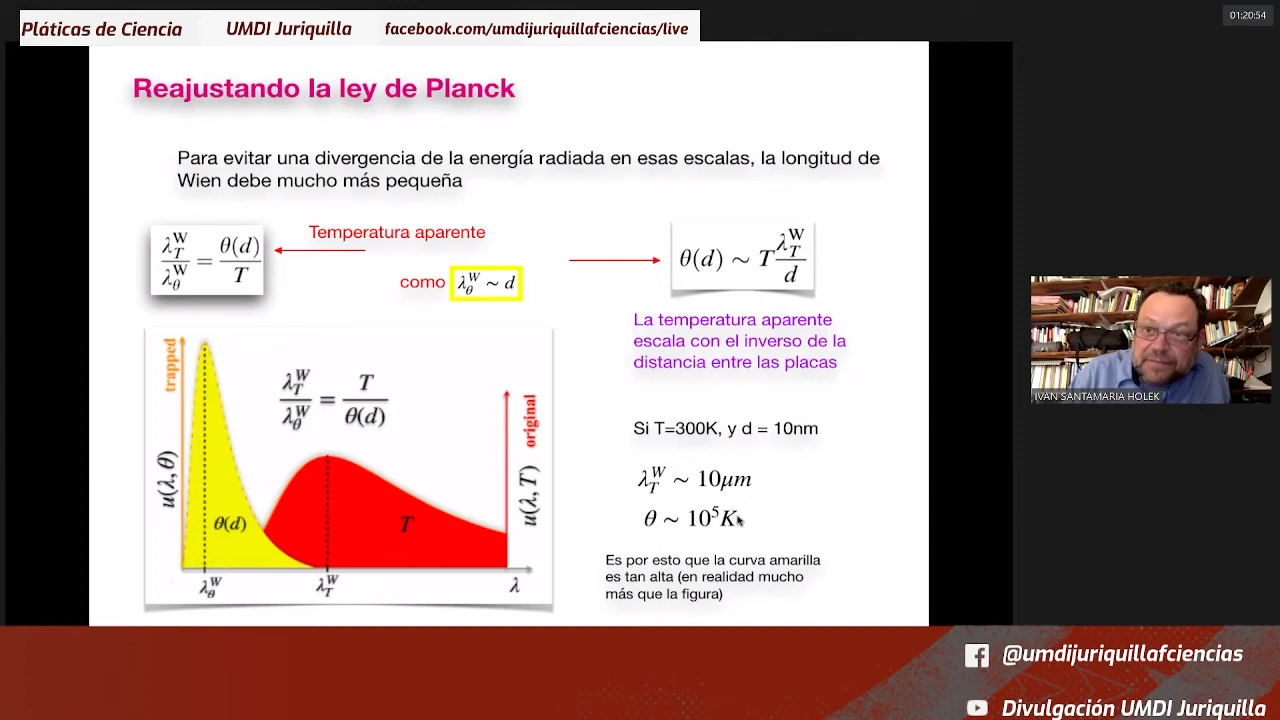 Pláticas de Ciencia UMDI Juriquilla facebook.com/umdijuriquillafciencias/live
01:20:54
Reajustando la ley de Planck
Para evitar una divergencia de la energía radiada en esas escalas, la longitud de
Wien debe mucho más pequeña
λ_T^W / λ_θ^W = θ(d) / T
Temperatura aparente
como λ_θ^W ~ d
θ(d) ~ T λ_T^W / d
La temperatura aparente
escala con el inverso de la
distancia entre las placas
trapped
u(λ, θ)
λ_T^W / λ_θ^W = T / θ(d)
θ(d)
T
original
u(λ, T)
λ_θ^W λ_T^W λ
Si T=300K, y d = 10nm
λ_T^W ~ 10μm
θ ~ 10⁵K
Es por esto que la curva amarilla
es tan alta (en realidad mucho
más que la figura)
IVAN SANTAMARIA HOLEK
@umdijuriquillafciencias
Divulgación UMDI Juriquilla